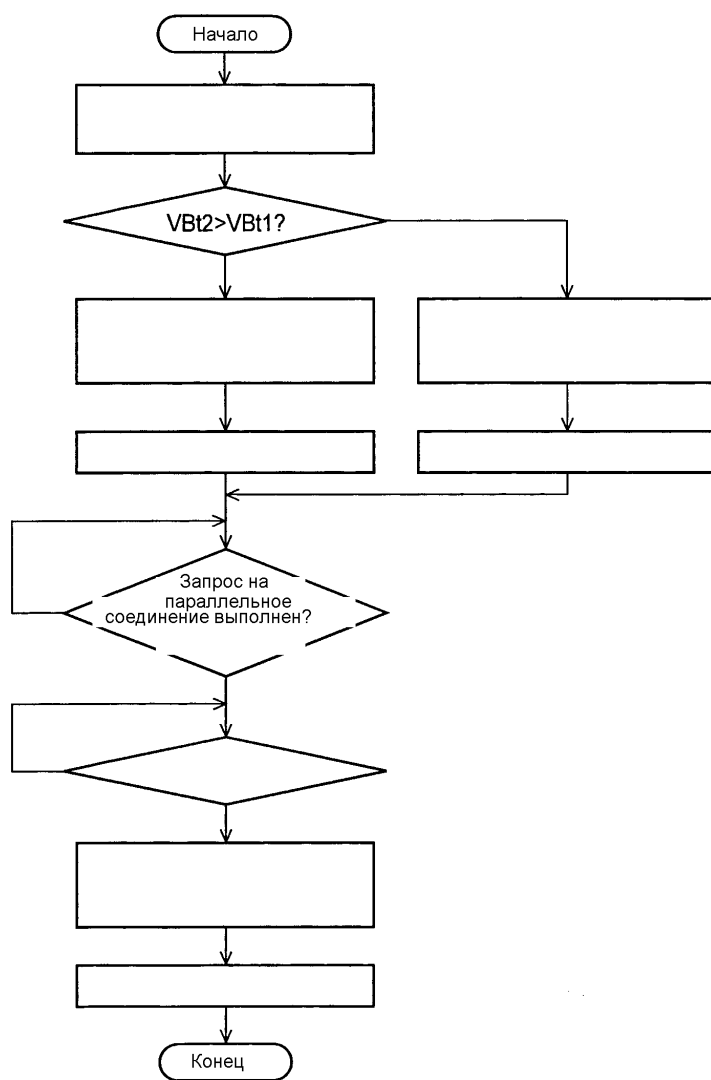 Начало
VBt2>VBt1?
Запрос на
параллельное
соединение выполнен?
Конец